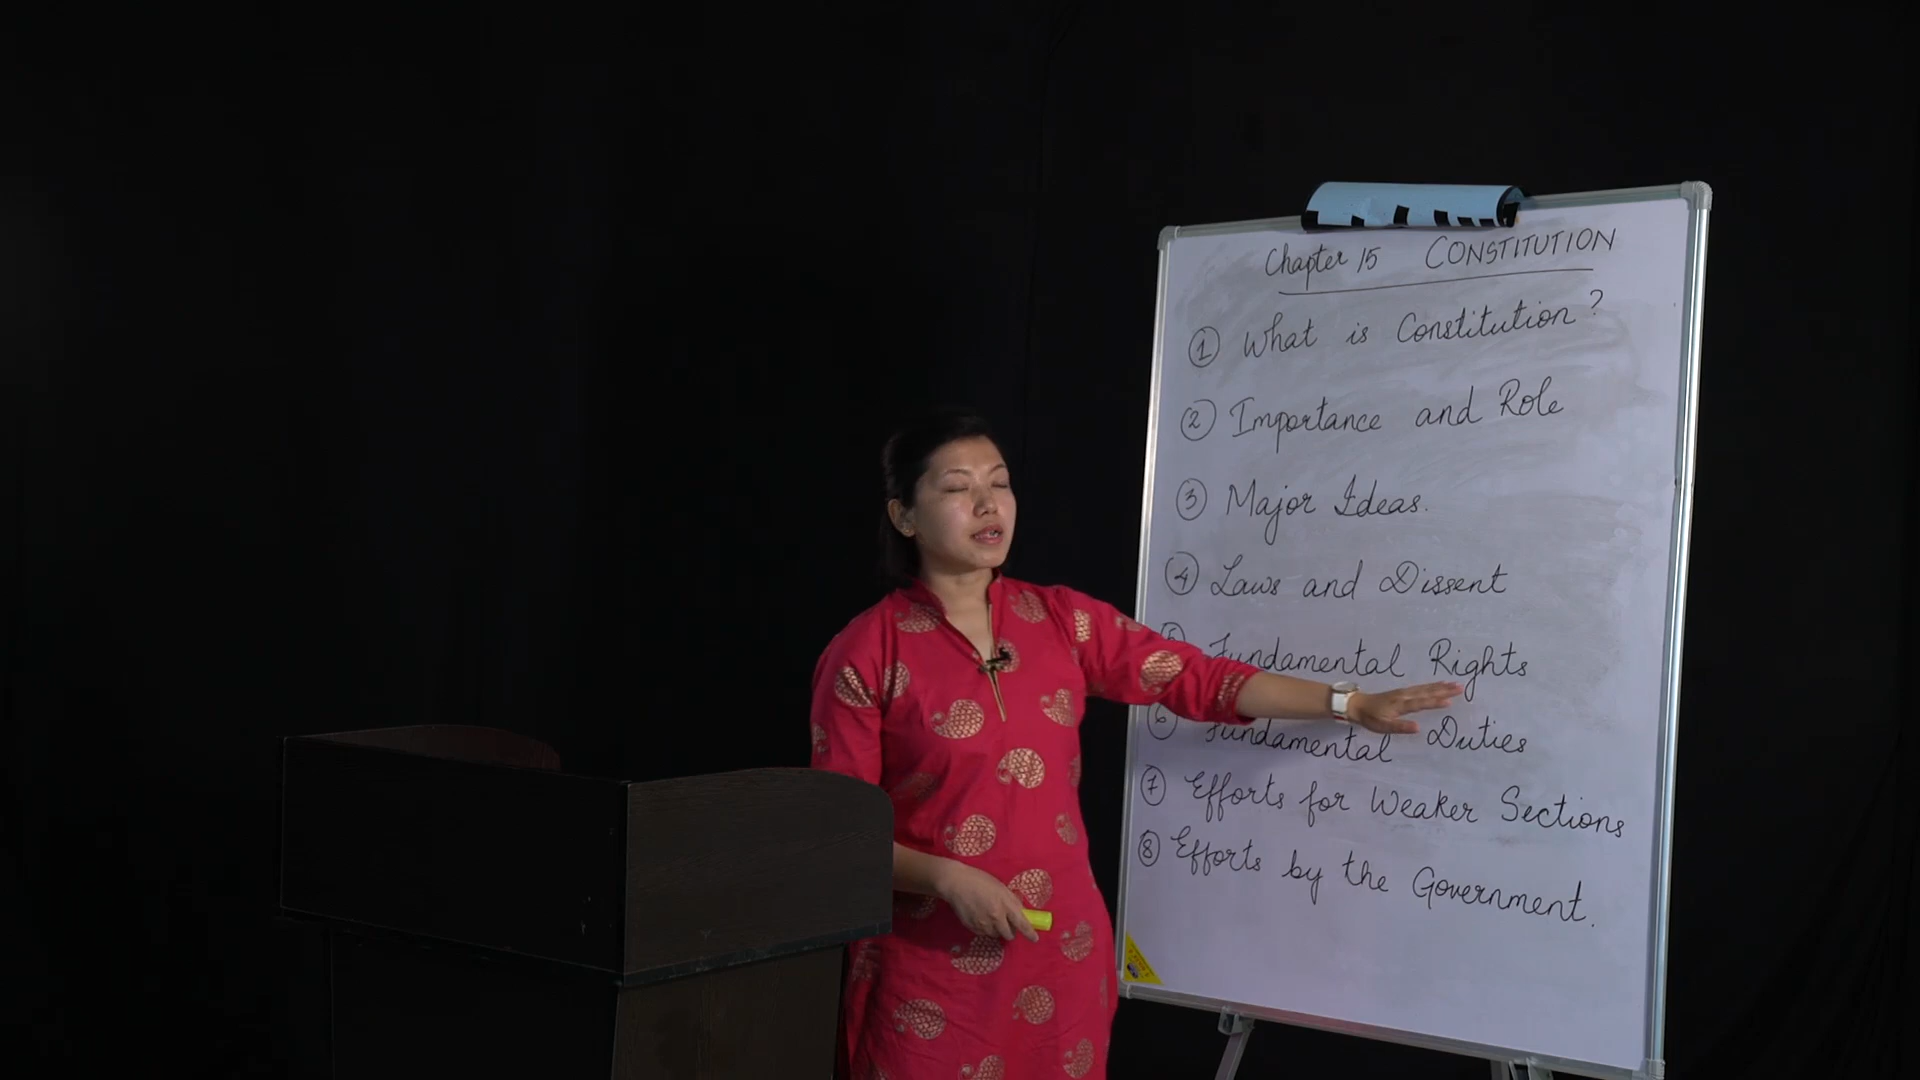 Chapter 15 CONSTITUTION
1 What is Constitution?
2 Importance and Role
3 Major Ideas.
4 Laws and Dissent
5 Fundamental Rights
6 Fundamental Duties
7 Efforts for Weaker Sections
8 Efforts by the Government.